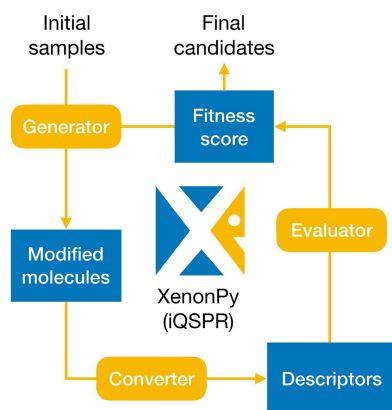 Initial
samples
Final
candidates
Generator
Fitness
score
Modified
molecules
XenonPy
(iQSPR)
Evaluator
Converter
Descriptors